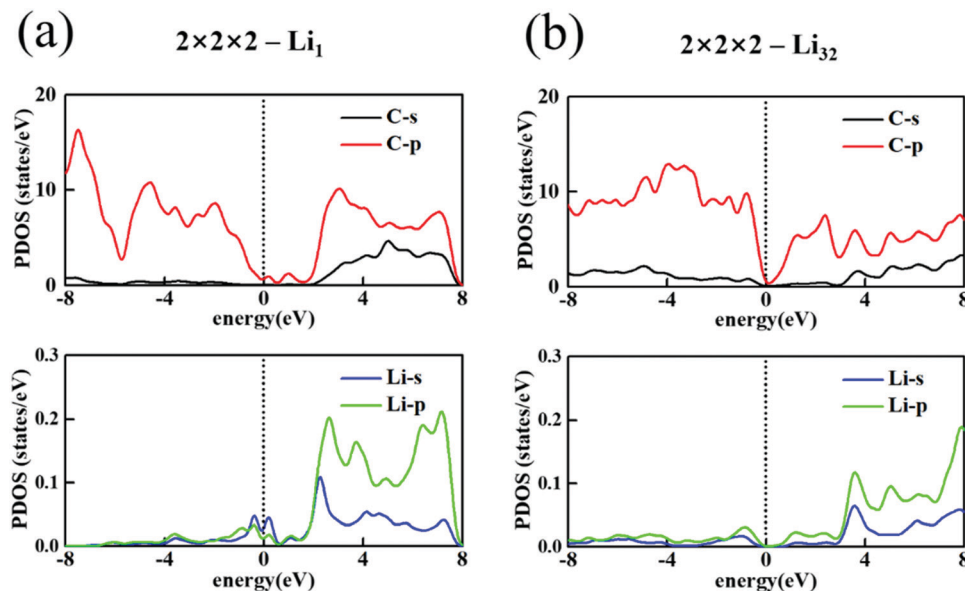 (a)
2×2×2 – Li₁
PDOS (states/eV)
20
10
0
C-s
C-p
-8 -4 0 4 8
energy(eV)
PDOS (states/eV)
0.3
0.2
0.1
0.0
Li-s
Li-p
-8 -4 0 4 8
energy(eV)
(b)
2×2×2 – Li₃₂
PDOS (states/eV)
20
10
0
C-s
C-p
-8 -4 0 4 8
energy(eV)
PDOS (states/eV)
0.3
0.2
0.1
0.0
Li-s
Li-p
-8 -4 0 4 8
energy(eV)